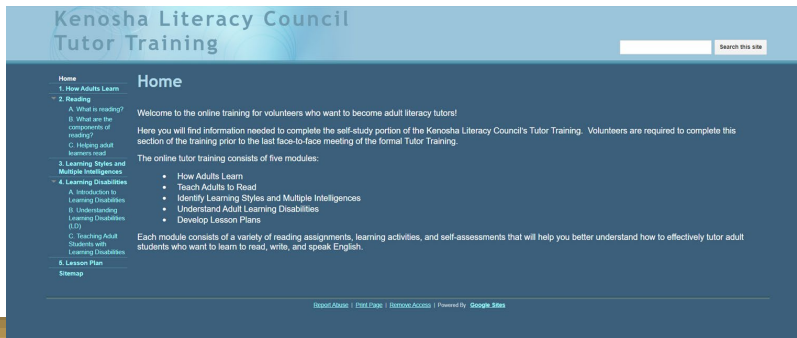 Kenosha Literacy Council
Tutor Training
Search this site
Home
1. How Adults Learn
2. Reading
A. What is reading?
B. What are the
components of
reading?
C. Helping adult
learners read
3. Learning Styles and
Multiple Intelligences
4. Learning Disabilities
A. Introduction to
Learning Disabilities
B. Understanding
Learning Disabilities
(LD)
C. Teaching Adult
Students with
Learning Disabilities
5. Lesson Plan
Sitemap
Home
Welcome to the online training for volunteers who want to become adult literacy tutors!
Here you will find information needed to complete the self-study portion of the Kenosha Literacy Council's Tutor Training. Volunteers are required to complete this
section of the training prior to the last face-to-face meeting of the formal Tutor Training.
The online tutor training consists of five modules:
• How Adults Learn
• Teach Adults to Read
• Identify Learning Styles and Multiple Intelligences
• Understand Adult Learning Disabilities
• Develop Lesson Plans
Each module consists of a variety of reading assignments, learning activities, and self-assessments that will help you better understand how to effectively tutor adult
students who want to learn to read, write, and speak English.
Report Abuse | Print Page | Remove Access | Powered By Google Sites